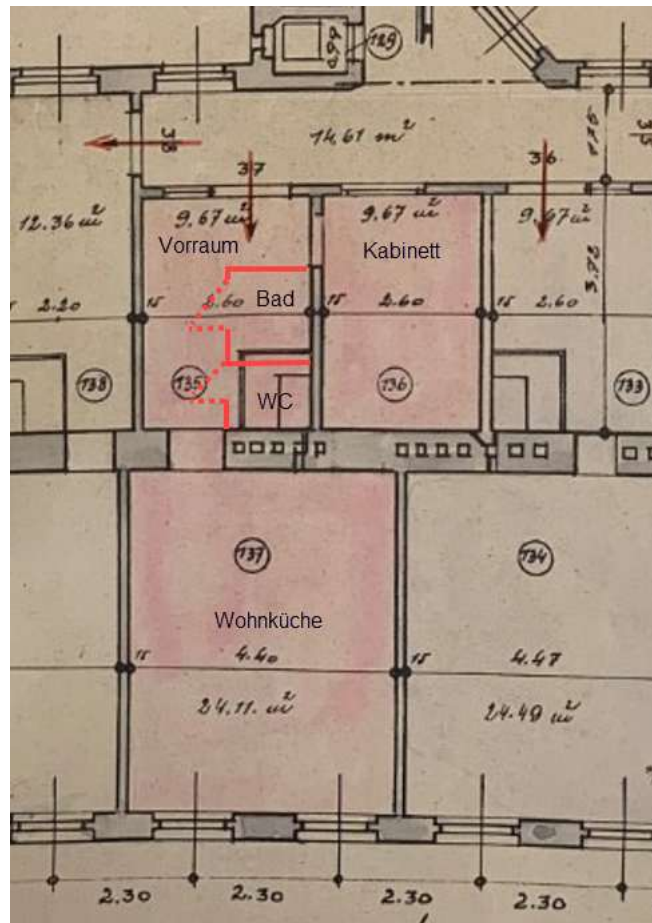 129
14,61 m²
38
37
36
12.36 m²
9,67 m²
9.67 m²
9.67 m²
Vorraum
Kabinett
3.72
2.20
15
2.60
Bad
15
2.60
15
2.60
138
135
WC
136
133
137
134
Wohnküche
15
4.40
15
4.47
24,11. m²
24.49 m²
2.30
2.30
2.30
2.30